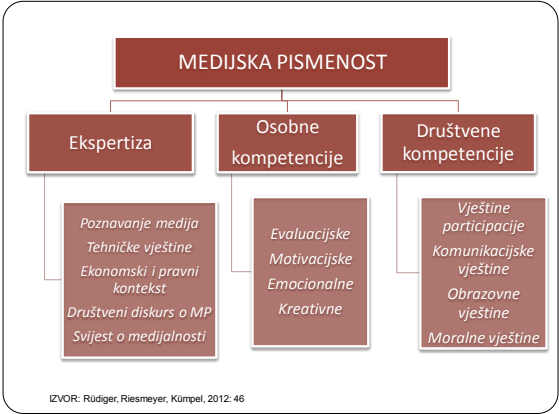 MEDIJSKA PISMENOST
Ekspertiza
Osobne
kompetencije
Društvene
kompetencije
Poznavanje medija
Tehničke vještine
Ekonomski i pravni
kontekst
Društveni diskurs o MP
Svijest o medijalnosti
Evaluacijske
Motivacijske
Emocionalne
Kreativne
Vještine
participacije
Komunikacijske
vještine
Obrazovne
vještine
Moralne vještine
IZVOR: Rüdiger, Riesmeyer, Kümpel, 2012: 46